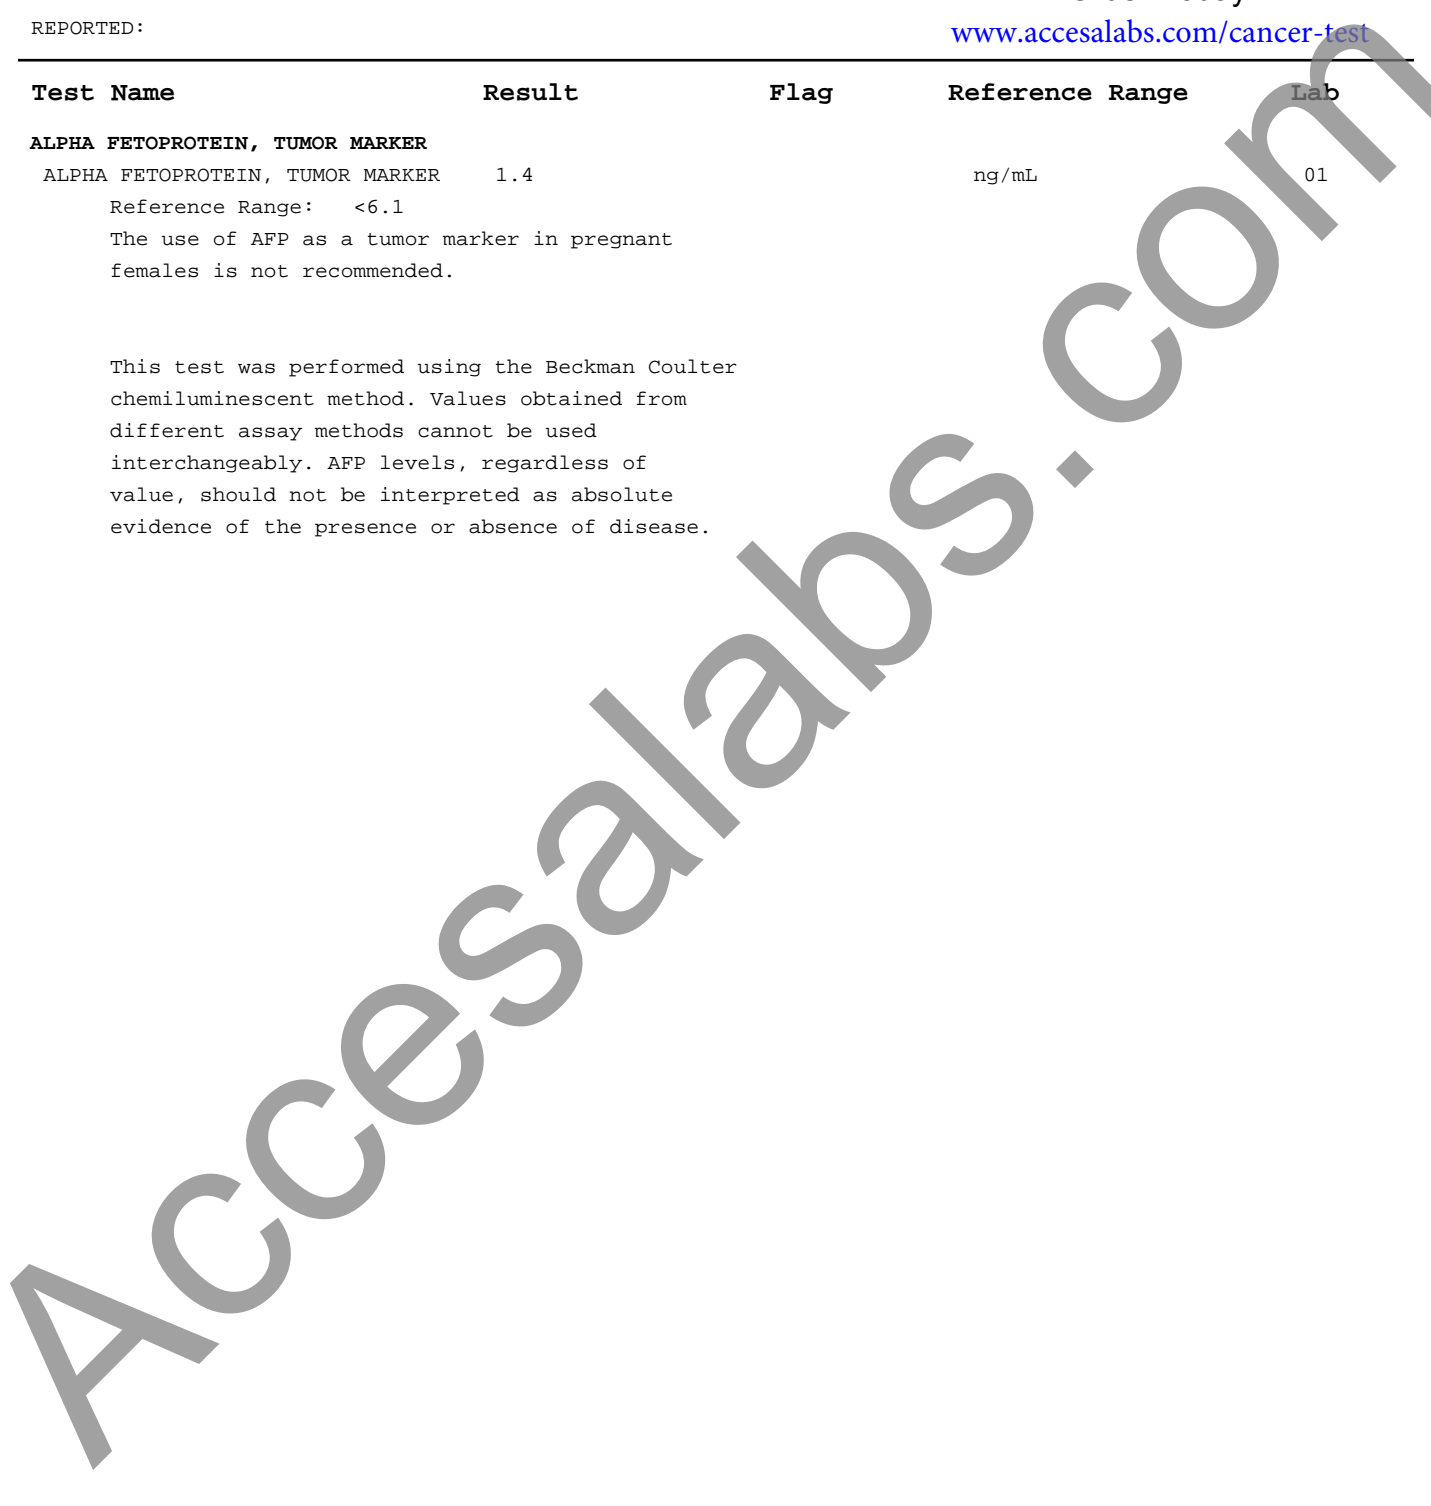 REPORTED:
www.accesalabs.com/cancer-test
Test Name Result Flag Reference Range Lab
ALPHA FETOPROTEIN, TUMOR MARKER
ALPHA FETOPROTEIN, TUMOR MARKER 1.4 ng/mL 01
Reference Range: <6.1
The use of AFP as a tumor marker in pregnant
females is not recommended.
This test was performed using the Beckman Coulter
chemiluminescent method. Values obtained from
different assay methods cannot be used
interchangeably. AFP levels, regardless of
value, should not be interpreted as absolute
evidence of the presence or absence of disease.
Accesalabs.com